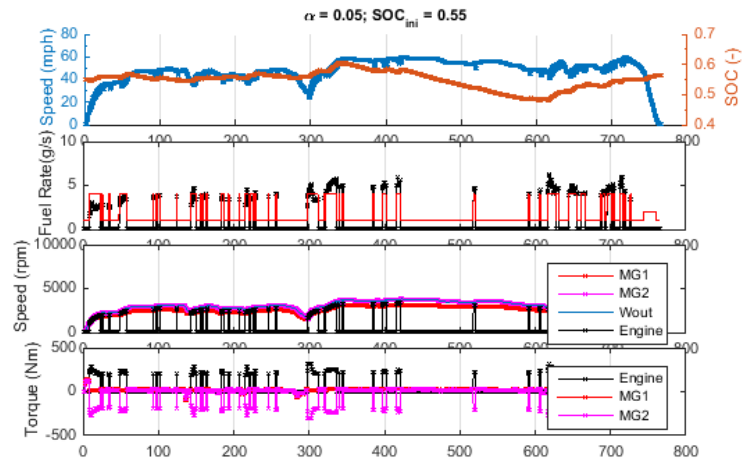 α = 0.05; SOC_ini = 0.55
Speed (mph)
80
60
40
20
0
0.7
0.6
0.5
0.4
SOC (-)
0 100 200 300 400 500 600 700 800
Fuel Rate(g/s)
10
5
0
0 100 200 300 400 500 600 700 800
Speed (rpm)
10000
5000
0
MG1
MG2
Wout
Engine
0 100 200 300 400 500 600 700 800
Torque (Nm)
500
0
-500
Engine
MG1
MG2
0 100 200 300 400 500 600 700 800